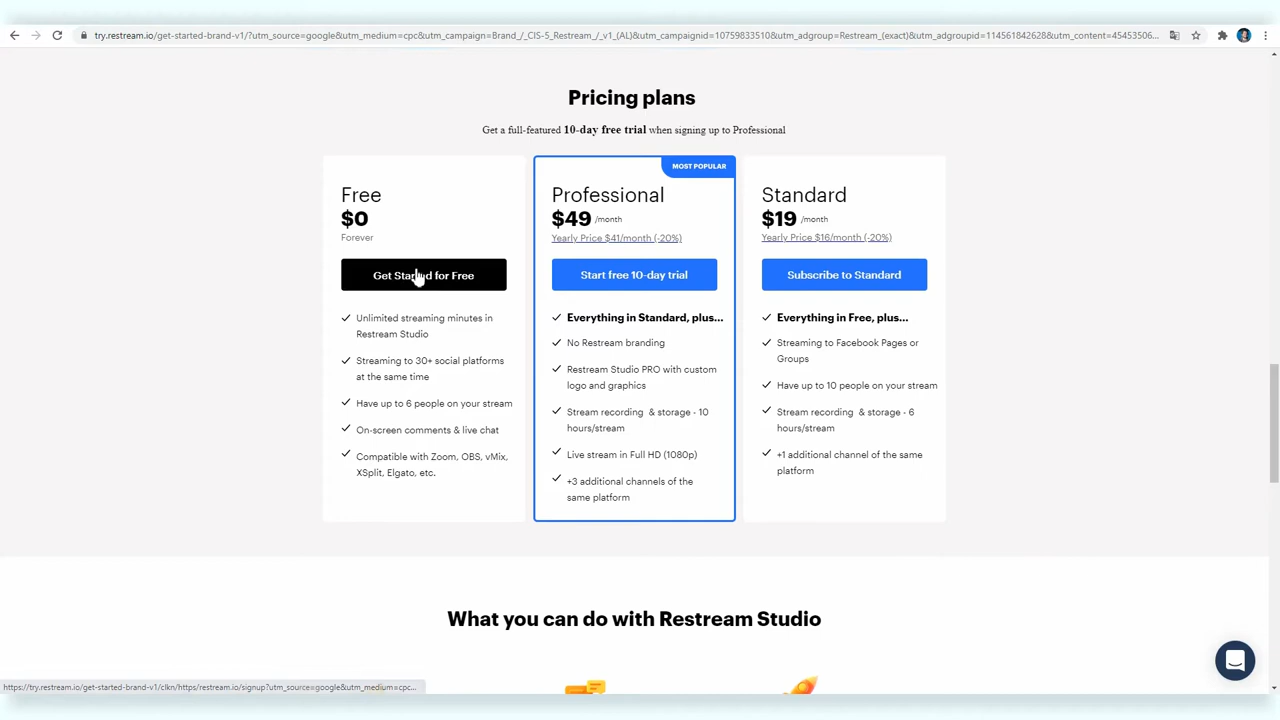 try.restream.io/get-started-brand-v1/?utm_source=google&utm_medium=cpc&utm_campaign=Brand_/_CIS-5_Restream_/_v1_(AL)&utm_campaignid=10759833510&utm_adgroup=Restream_(exact)&utm_adgroupid=114561842628&utm_content=45453506...
Pricing plans
Get a full-featured 10-day free trial when signing up to Professional
Free
$0
Forever
Get Started for Free
Unlimited streaming minutes in
Restream Studio
Streaming to 30+ social platforms
at the same time
Have up to 6 people on your stream
On-screen comments & live chat
Compatible with Zoom, OBS, vMix,
XSplit, Elgato, etc.
MOST POPULAR
Professional
$49 /month
Yearly Price $41/month (-20%)
Start free 10-day trial
Everything in Standard, plus...
No Restream branding
Restream Studio PRO with custom
logo and graphics
Stream recording & storage - 10
hours/stream
Live stream in Full HD (1080p)
+3 additional channels of the
same platform
Standard
$19 /month
Yearly Price $16/month (-20%)
Subscribe to Standard
Everything in Free, plus...
Streaming to Facebook Pages or
Groups
Have up to 10 people on your stream
Stream recording & storage - 6
hours/stream
+1 additional channel of the same
platform
What you can do with Restream Studio
https://try.restream.io/get-started-brand-v1/clkn/https/restream.io/signup?utm_source=google&utm_medium=cpc...